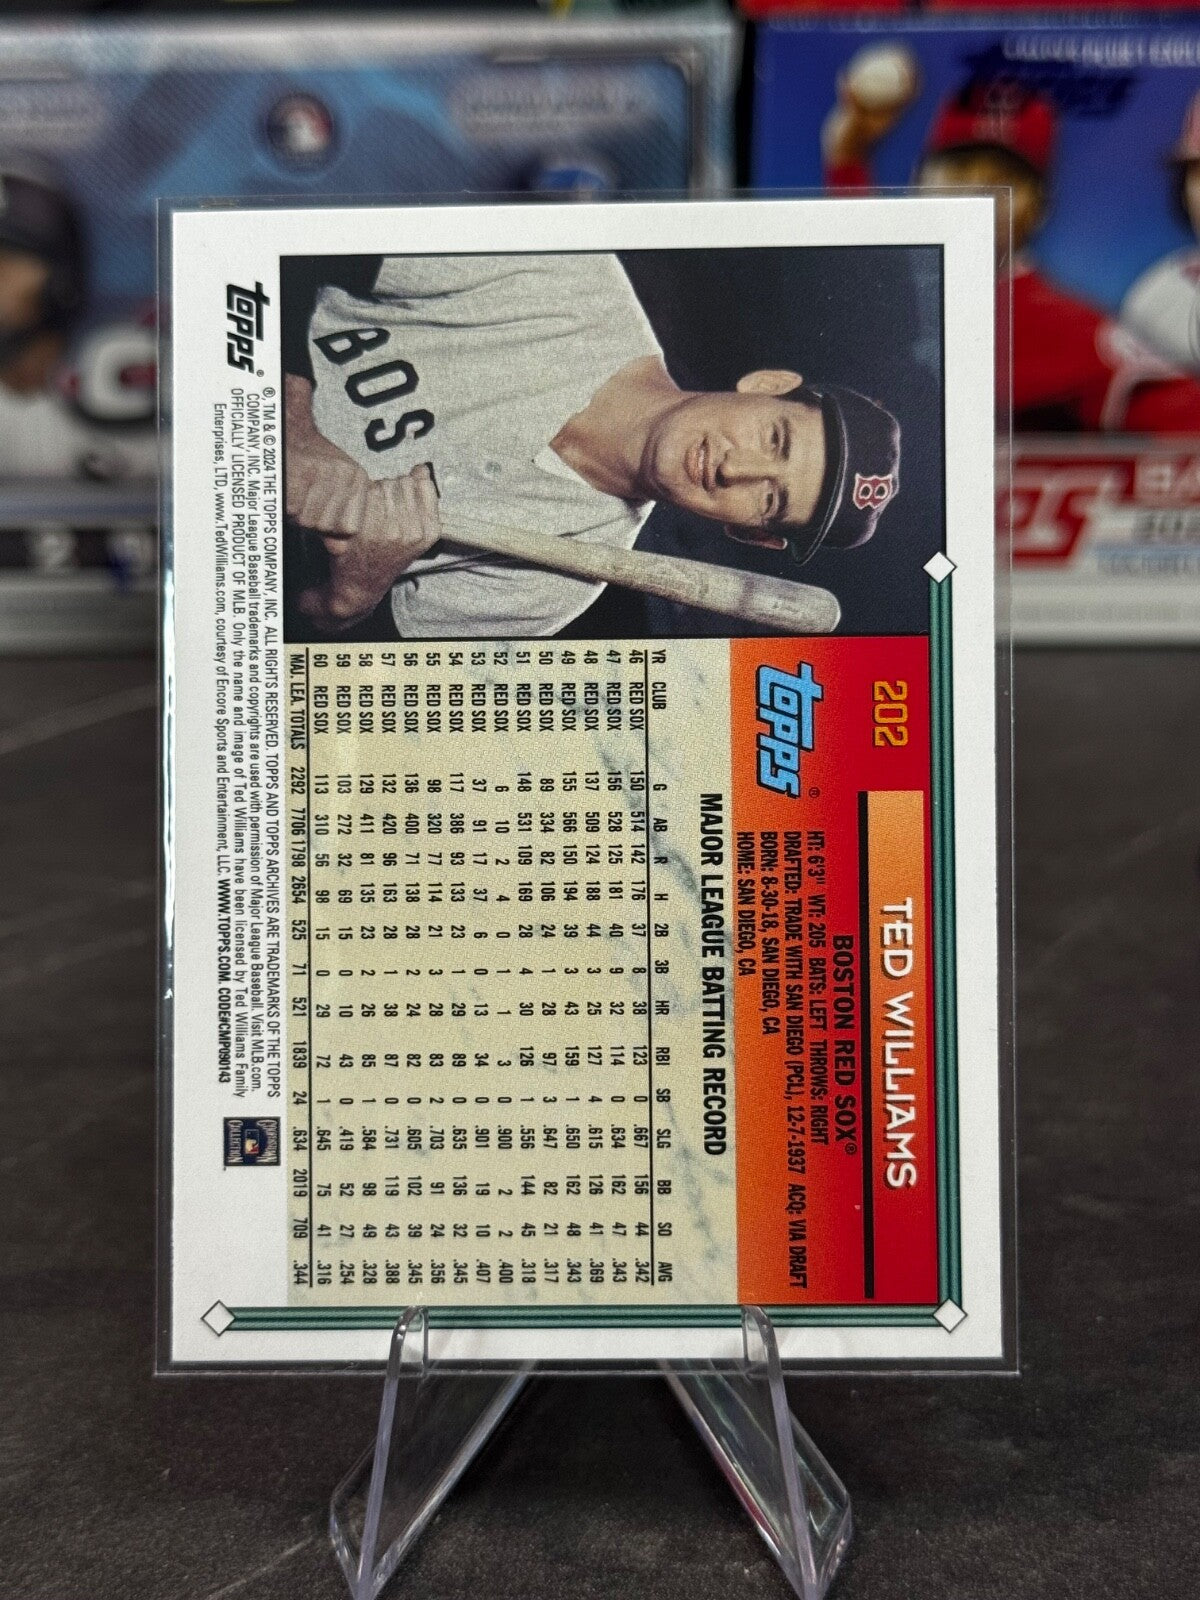 202
TED WILLIAMS
topps®
BOSTON RED SOX®
HT: 6'3" WT: 205 BATS: LEFT THROWS: RIGHT
DRAFTED: TRADE WITH SAN DIEGO (PCL), 12-7-1937 ACQ: VIA DRAFT
BORN: 8-30-18, SAN DIEGO, CA
HOME: SAN DIEGO, CA
MAJOR LEAGUE BATTING RECORD
YR CLUB G AB R H 2B 3B HR RBI SB SLG BB SO AVG
46 RED SOX 150 514 142 176 37 8 38 123 0 .667 156 44 .342
47 RED SOX 156 528 125 181 40 9 32 114 0 .634 162 47 .343
48 RED SOX 137 509 124 188 44 3 25 127 4 .615 126 41 .369
49 RED SOX 155 566 150 194 39 3 43 159 1 .650 162 48 .343
50 RED SOX 89 334 82 106 24 1 28 97 3 .647 82 21 .317
51 RED SOX 148 531 109 169 28 4 30 126 1 .556 144 45 .318
52 RED SOX 6 10 2 4 0 1 1 3 0 .900 2 2 .400
53 RED SOX 37 91 17 37 6 0 13 34 0 .901 19 10 .407
54 RED SOX 117 386 93 133 23 1 29 89 0 .635 136 32 .345
55 RED SOX 98 320 77 114 21 3 28 83 2 .703 91 24 .356
56 RED SOX 136 400 71 138 28 2 24 82 0 .605 102 39 .345
57 RED SOX 132 420 96 163 28 1 38 87 0 .731 119 43 .388
58 RED SOX 129 411 81 135 23 2 26 85 1 .584 98 49 .328
59 RED SOX 103 272 32 69 15 0 10 43 0 .419 52 27 .254
60 RED SOX 113 310 56 98 15 0 29 72 1 .645 75 41 .316
MAJ. LEA. TOTALS 2292 7706 1798 2654 525 71 521 1839 24 .634 2019 709 .344
BOS
B
topps®
®, TM & © 2024 THE TOPPS COMPANY, INC. ALL RIGHTS RESERVED. TOPPS AND TOPPS ARCHIVES ARE TRADEMARKS OF THE TOPPS
COMPANY, INC. Major League Baseball trademarks and copyrights are used with permission of Major League Baseball. Visit MLB.com.
OFFICIALLY LICENSED PRODUCT OF MLB. Only the name and image of Ted Williams have been licensed by Ted Williams Family
Enterprises, LTD, www.TedWilliams.com, courtesy of Encore Sports and Entertainment, LLC. WWW.TOPPS.COM. CODE#CMP090143
COOPERSTOWN
COLLECTION